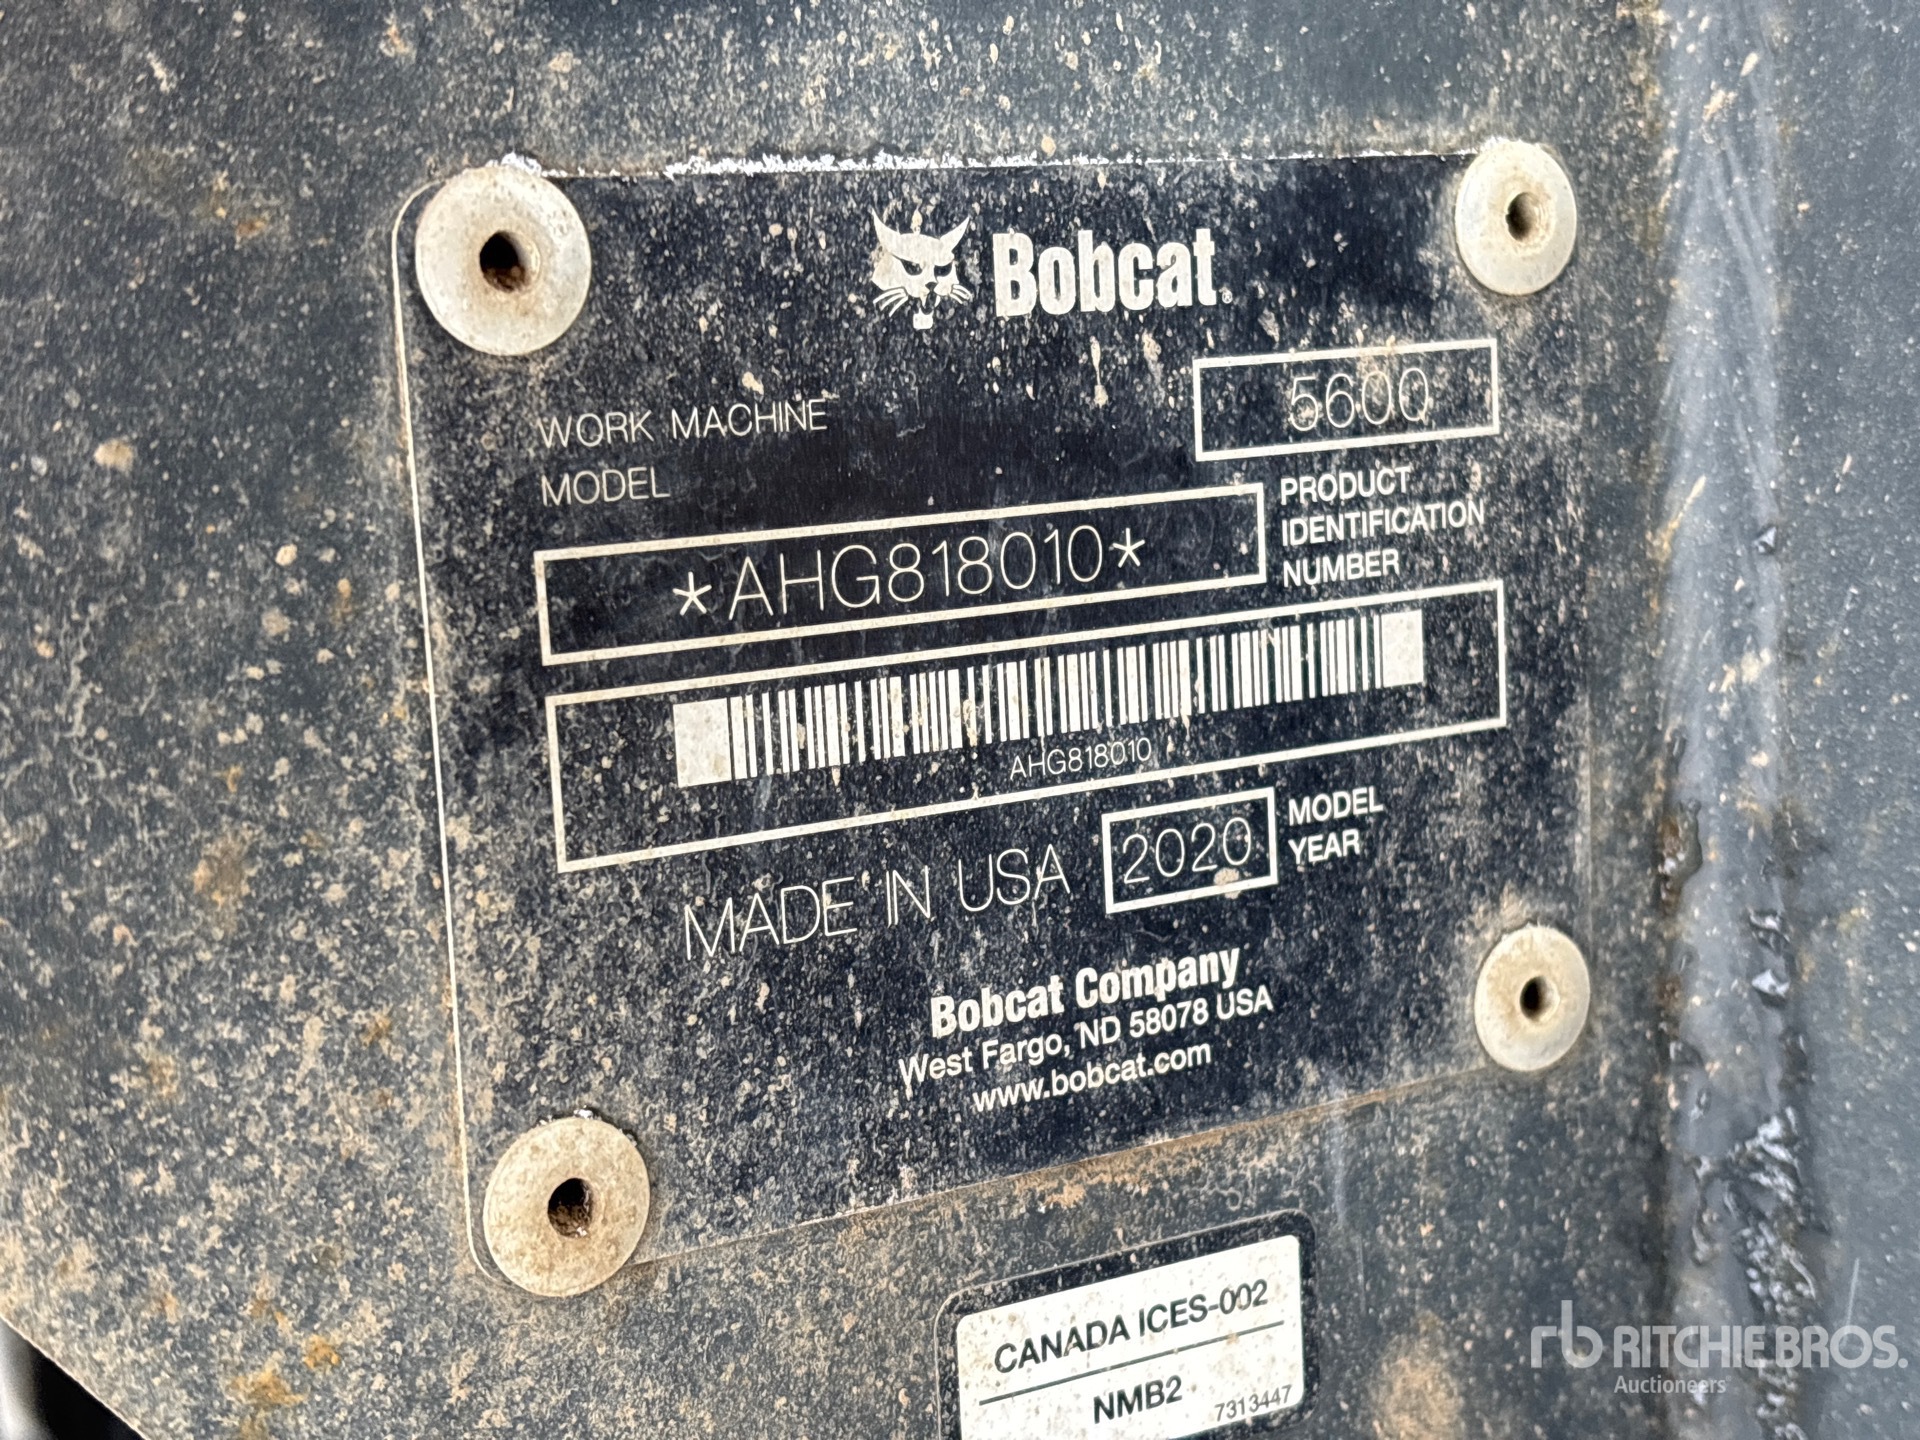 Bobcat®
WORK MACHINE
MODEL
5600
*AHG818010*
PRODUCT
IDENTIFICATION
NUMBER
AHG818010
MADE IN USA
2020
MODEL
YEAR
Bobcat Company
West Fargo, ND 58078 USA
www.bobcat.com
CANADA ICES-002
NMB2
7313447
rb RITCHIE BROS.
Auctioneers